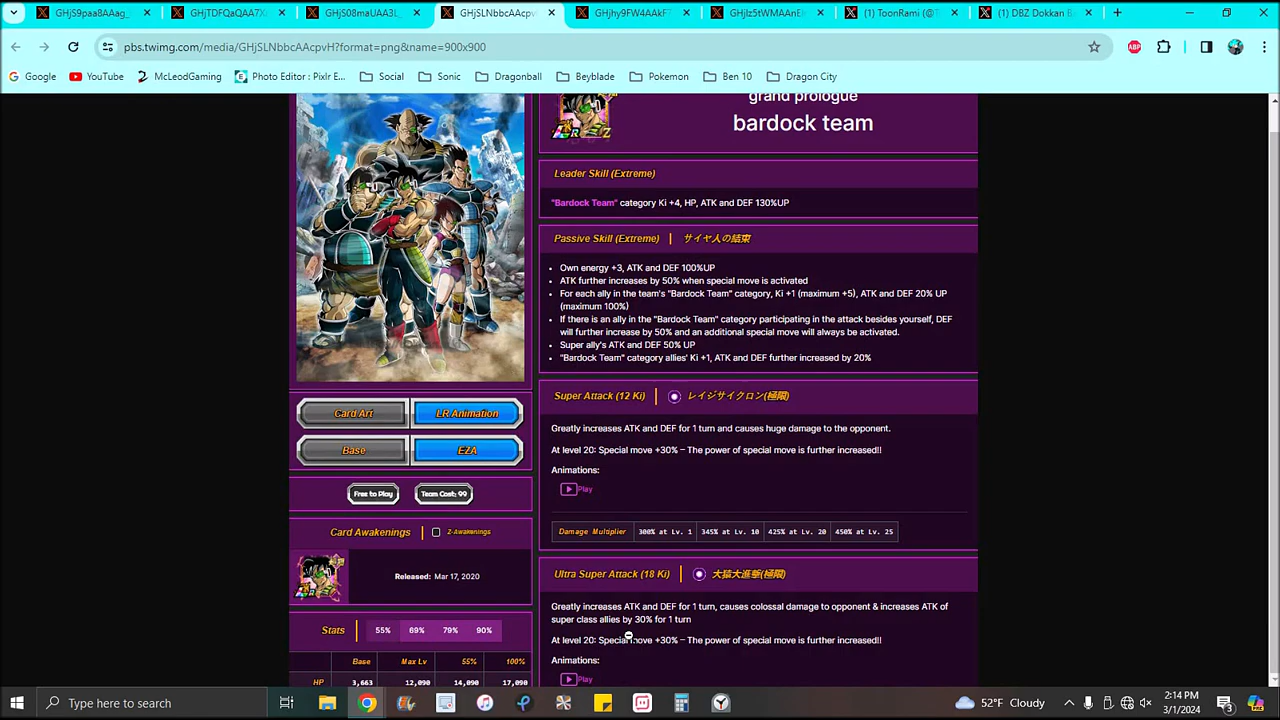 GHjS9paa8AAag_
GHjTDFQaQAA7X
GHjS08maUAA3L_
GHjSLNbbcAAcpv
GHjhy9FW4AAkF
GHjIz5tWMAAnE
(1) ToonRami (@T
(1) DBZ Dokkan B
pbs.twimg.com/media/GHjSLNbbcAAcpvH?format=png&name=900x900
Google
YouTube
McLeodGaming
Photo Editor : Pixlr E...
Social
Sonic
Dragonball
Beyblade
Pokemon
Ben 10
Dragon City
grand prologue
bardock team
Leader Skill (Extreme)
"Bardock Team" category Ki +4, HP, ATK and DEF 130%UP
Passive Skill (Extreme) | サイヤ人の結束
Own energy +3, ATK and DEF 100%UP
ATK further increases by 50% when special move is activated
For each ally in the team's "Bardock Team" category, Ki +1 (maximum +5), ATK and DEF 20% UP
(maximum 100%)
If there is an ally in the "Bardock Team" category participating in the attack besides yourself, DEF
will further increase by 50% and an additional special move will always be activated.
Super ally's ATK and DEF 50% UP
"Bardock Team" category allies' Ki +1, ATK and DEF further increased by 20%
Super Attack (12 Ki) | レイジサイクロン(極限)
Greatly increases ATK and DEF for 1 turn and causes huge damage to the opponent.
At level 20: Special move +30% – The power of special move is further increased!!
Animations:
Play
Damage Multiplier 300% at Lv. 1 345% at Lv. 10 425% at Lv. 20 450% at Lv. 25
Ultra Super Attack (18 Ki) | 大猿大進撃(極限)
Greatly increases ATK and DEF for 1 turn, causes colossal damage to opponent & increases ATK of
super class allies by 30% for 1 turn
At level 20: Special move +30% – The power of special move is further increased!!
Animations:
Play
Card Art
LR Animation
Base
EZA
Free to Play
Team Cost: 99
Card Awakenings | Z-Awakenings
Released: Mar 17, 2020
Stats
55% 69% 79% 90%
Base Max Lv 55% 100%
HP 3,663 12,090 14,090 17,090
Type here to search
52°F Cloudy
2:14 PM
3/1/2024
3